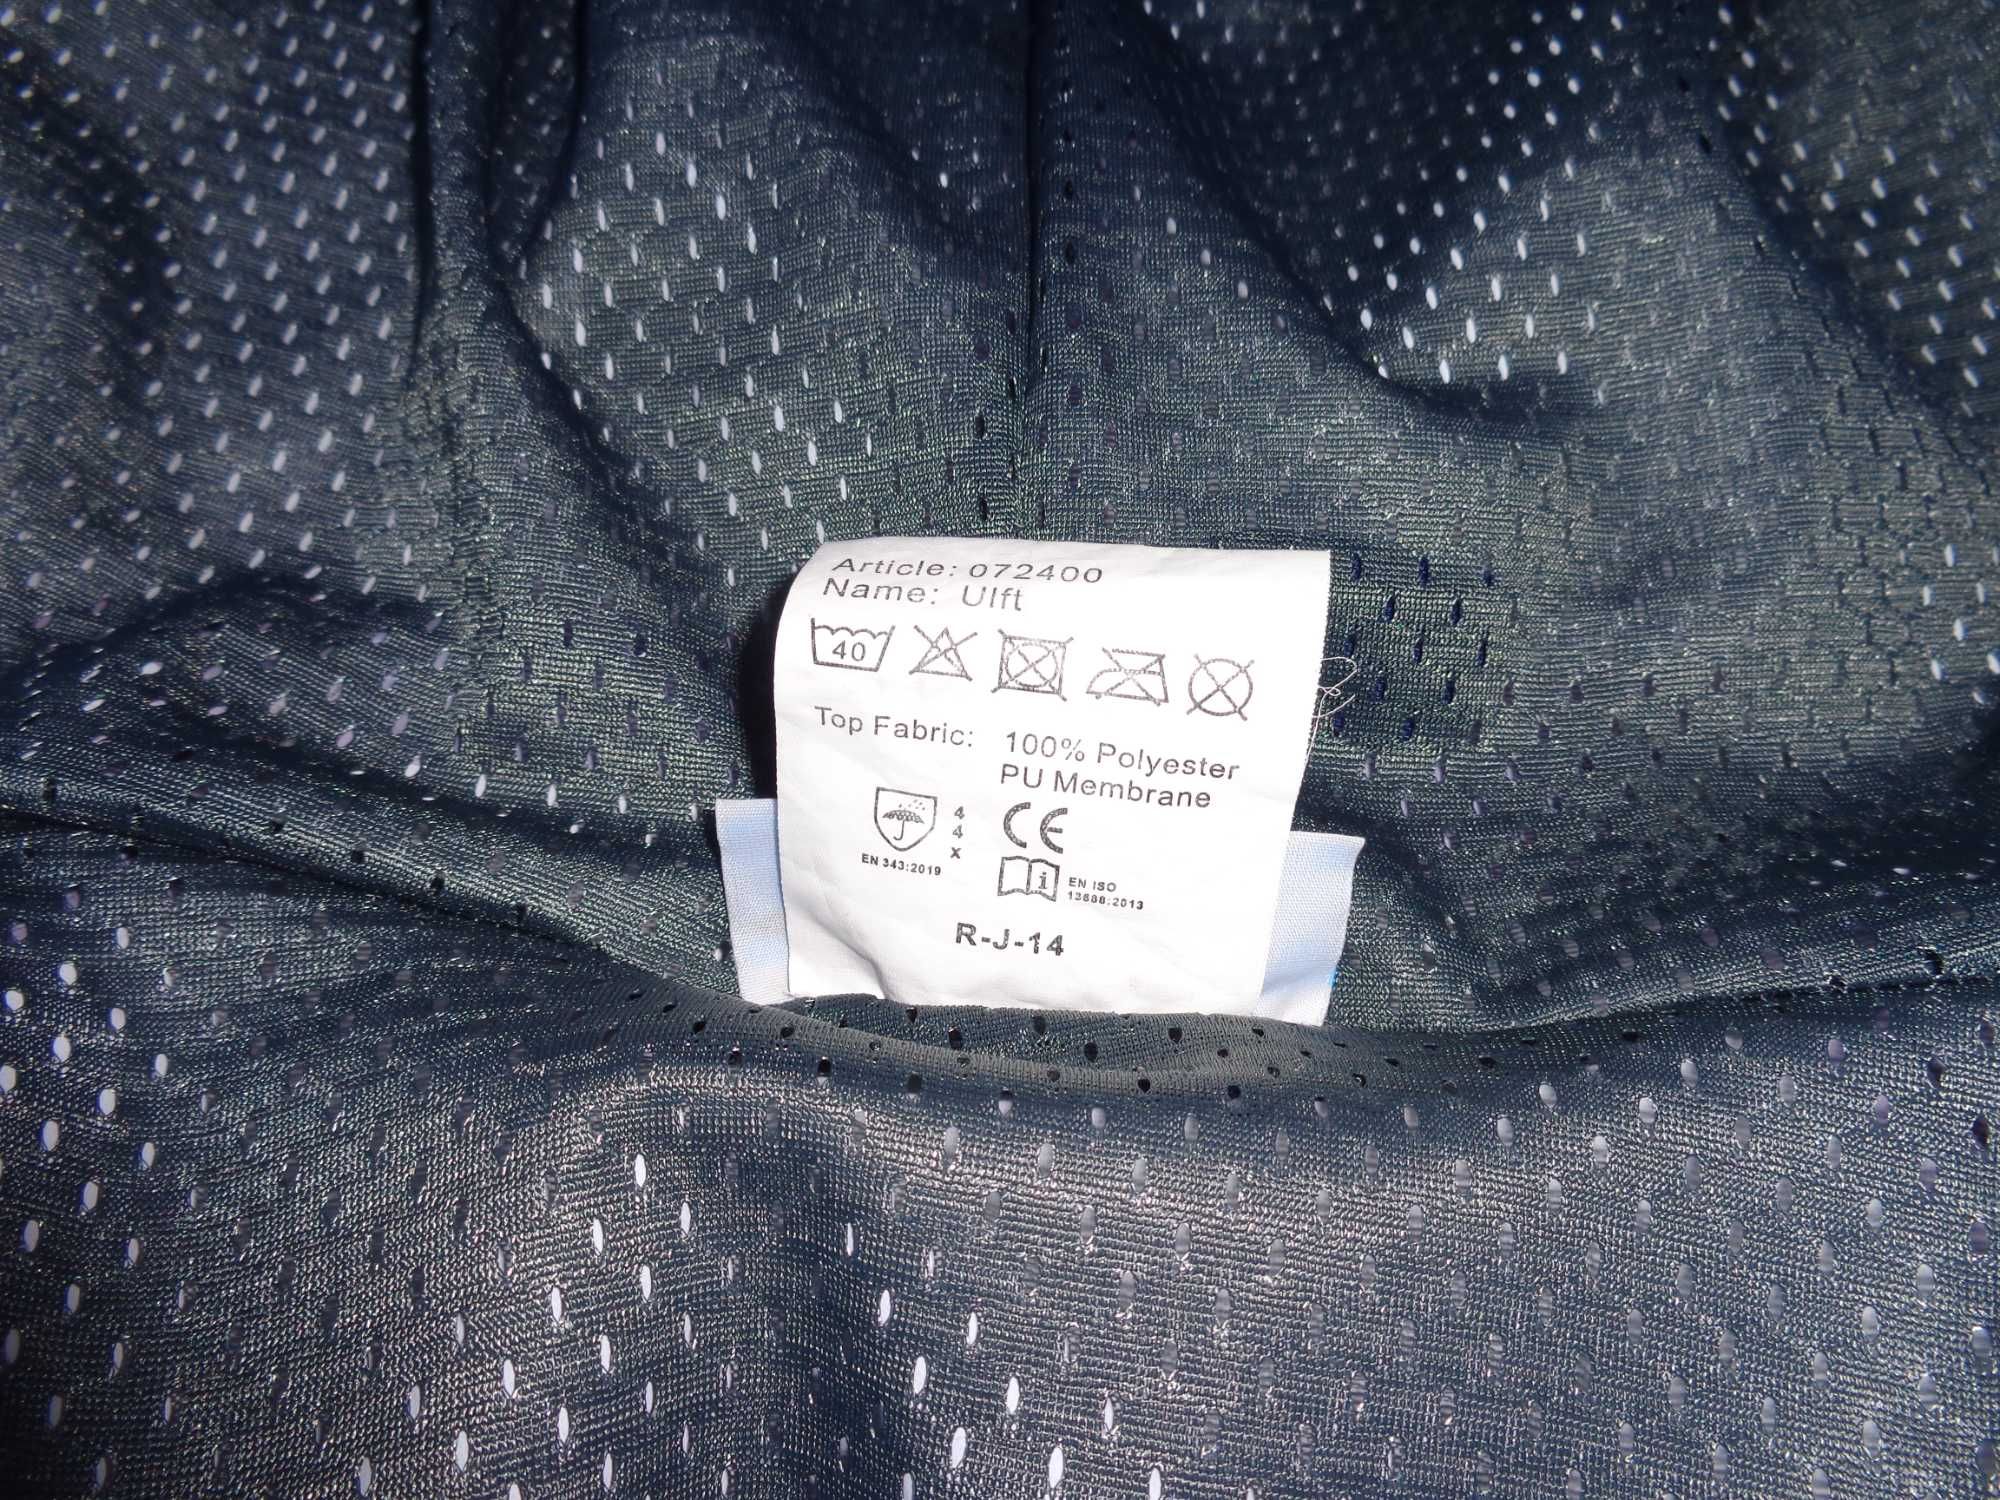 Article: 072400
Name: Ulft
40
Top Fabric: 100% Polyester
PU Membrane
4
4
X
CE
EN 343:2019
i
EN ISO
13688:2013
R-J-14